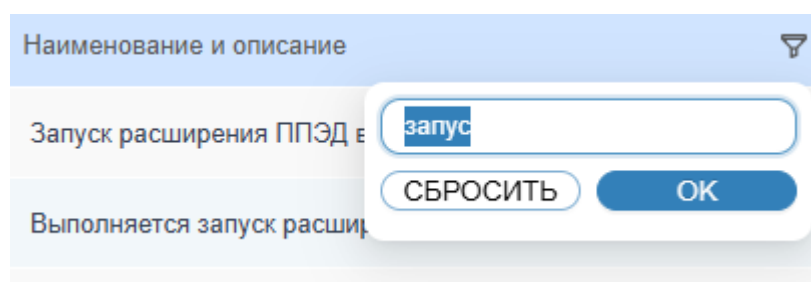 Наименование и описание
Запуск расширения ППЭД в
запус
СБРОСИТЬ OK
Выполняется запуск расшир